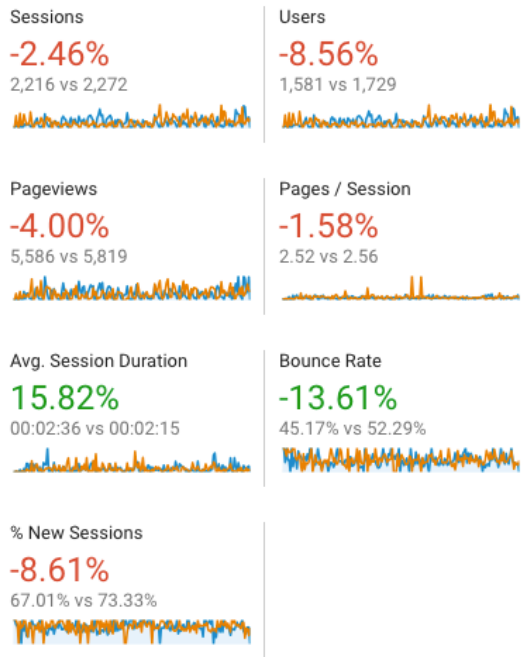 Sessions
-2.46%
2,216 vs 2,272
Users
-8.56%
1,581 vs 1,729
Pageviews
-4.00%
5,586 vs 5,819
Pages / Session
-1.58%
2.52 vs 2.56
Avg. Session Duration
15.82%
00:02:36 vs 00:02:15
Bounce Rate
-13.61%
45.17% vs 52.29%
% New Sessions
-8.61%
67.01% vs 73.33%